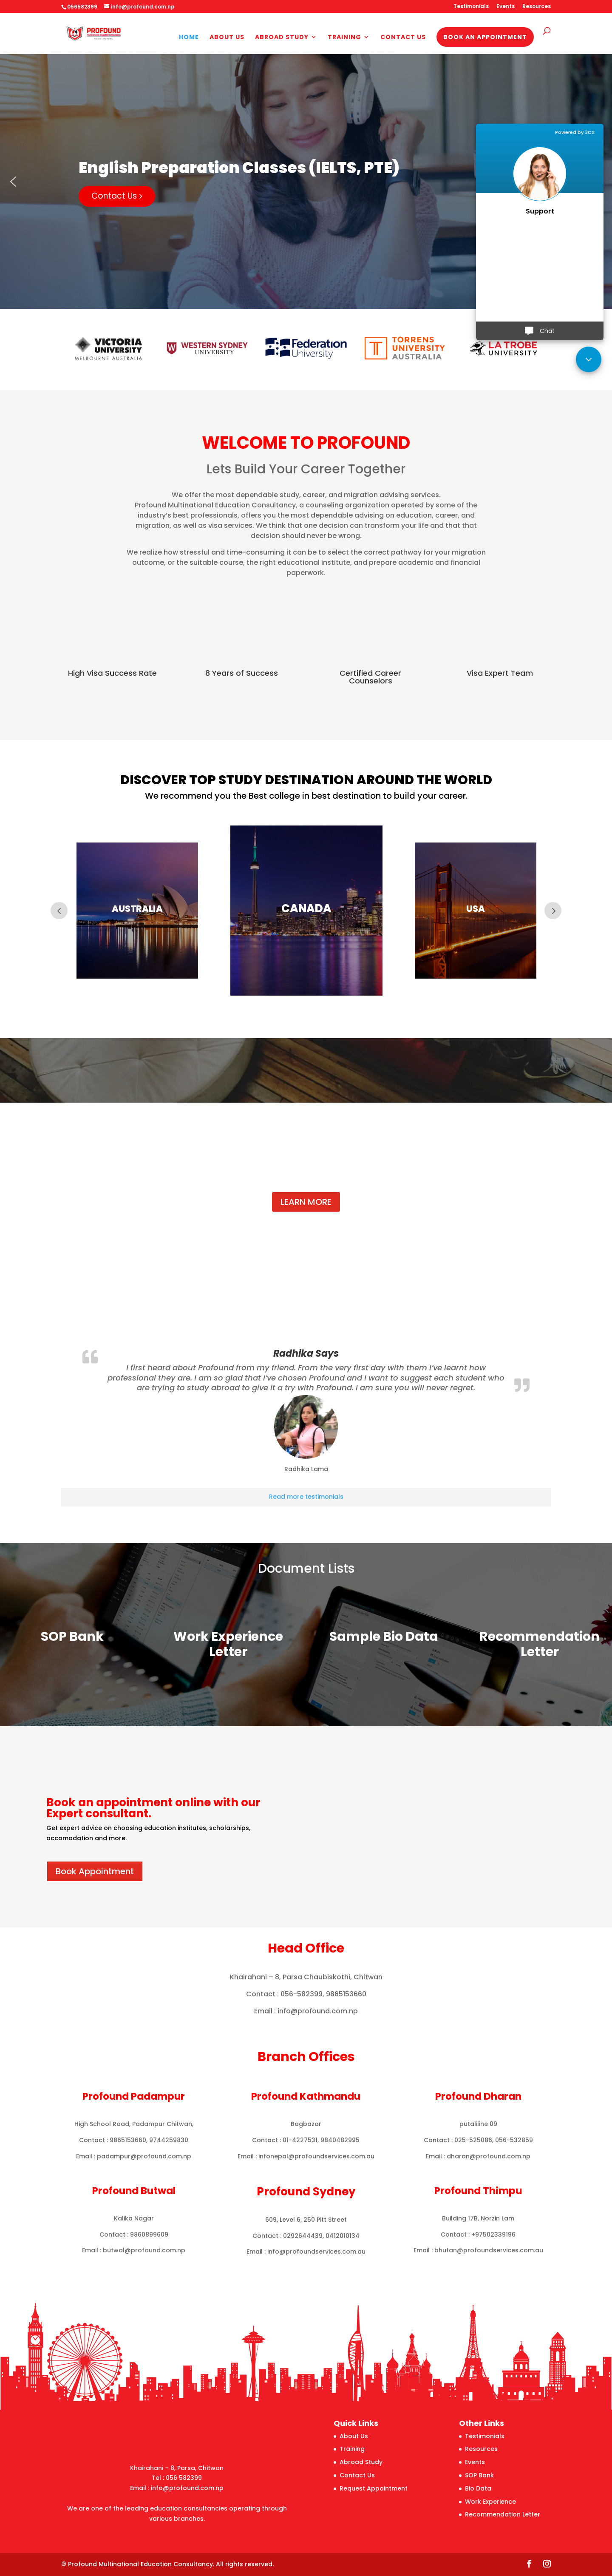 056582399 info@profound.com.np Testimonials Events Resources
PROFOUND
HOME ABOUT US ABROAD STUDY TRAINING CONTACT US BOOK AN APPOINTMENT
English Preparation Classes (IELTS, PTE)
Contact Us
Powered by 3CX
Support
Chat
VICTORIA UNIVERSITY
MELBOURNE AUSTRALIA
WESTERN SYDNEY
UNIVERSITY
Federation
University
TORRENS
UNIVERSITY
AUSTRALIA
LA TROBE
UNIVERSITY
WELCOME TO PROFOUND
Lets Build Your Career Together
We offer the most dependable study, career, and migration advising services.
Profound Multinational Education Consultancy, a counseling organization operated by some of the
industry's best professionals, offers you the most dependable advising on education, career, and
migration, as well as visa services. We think that one decision can transform your life and that that
decision should never be wrong.
We realize how stressful and time-consuming it can be to select the correct pathway for your migration
outcome, or the suitable course, the right educational institute, and prepare academic and financial
paperwork.
High Visa Success Rate
8 Years of Success
Certified Career
Counselors
Visa Expert Team
DISCOVER TOP STUDY DESTINATION AROUND THE WORLD
We recommend you the Best college in best destination to build your career.
AUSTRALIA
CANADA
USA
LEARN MORE
Radhika Says
I first heard about Profound from my friend. From the very first day with them I've learnt how
professional they are. I am so glad that I've chosen Profound and I want to suggest each student who
are trying to study abroad to give it a try with Profound. I am sure you will never regret.
Radhika Lama
Read more testimonials
Document Lists
SOP Bank
Work Experience
Letter
Sample Bio Data
Recommendation
Letter
Book an appointment online with our
Expert consultant.
Get expert advice on choosing education institutes, scholarships,
accomodation and more.
Book Appointment
Head Office
Khairahani – 8, Parsa Chaubiskothi, Chitwan
Contact : 056-582399, 9865153660
Email : info@profound.com.np
Branch Offices
Profound Padampur
High School Road, Padampur Chitwan,
Contact : 9865153660, 9744259830
Email : padampur@profound.com.np
Profound Kathmandu
Bagbazar
Contact : 01-4227531, 9840482995
Email : infonepal@profoundservices.com.au
Profound Dharan
putaliline 09
Contact : 025-525086, 056-532859
Email : dharan@profound.com.np
Profound Butwal
Kalika Nagar
Contact : 9860899609
Email : butwal@profound.com.np
Profound Sydney
609, Level 6, 250 Pitt Street
Contact : 0292644439, 0412010134
Email : info@profoundservices.com.au
Profound Thimpu
Building 17B, Norzin Lam
Contact : +97502339196
Email : bhutan@profoundservices.com.au
Khairahani – 8, Parsa, Chitwan
Tel : 056 582399
Email : info@profound.com.np
We are one of the leading education consultancies operating through
various branches.
Quick Links
About Us
Training
Abroad Study
Contact Us
Request Appointment
Other Links
Testimonials
Resources
Events
SOP Bank
Bio Data
Work Experience
Recommendation Letter
© Profound Multinational Education Consultancy. All rights reserved.